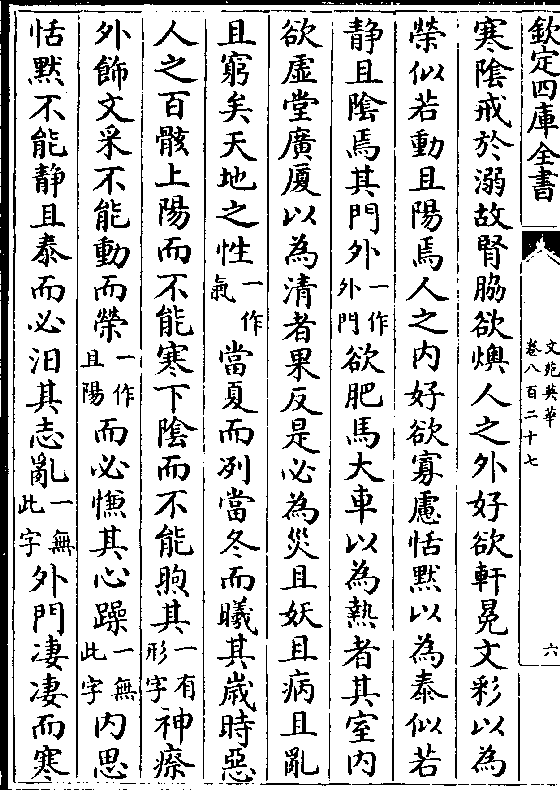 欽定四庫全書
文苑英華
卷八百二十七
六
寒隂戒於溺故腎脇欲燠人之外好欲軒冕文彩以為
榮似若動且陽焉人之内好欲寡慮恬黙以為泰似若
静且隂焉其門外一作外門欲肥馬大車以為熱者其室内
欲虛堂廣厦以為清者果反是必為災且妖且病且亂
且窮矣天地之性一作氣當夏而冽當冬而曦其嵗時惡
人之百骸上陽而不能寒下隂而不能煦其一有形字神瘵
外飾文采不能動而榮一作且陽而必憮其心躁一無此字内思
恬黙不能静且泰而必汩其志亂一無此字外門凄凄而寒